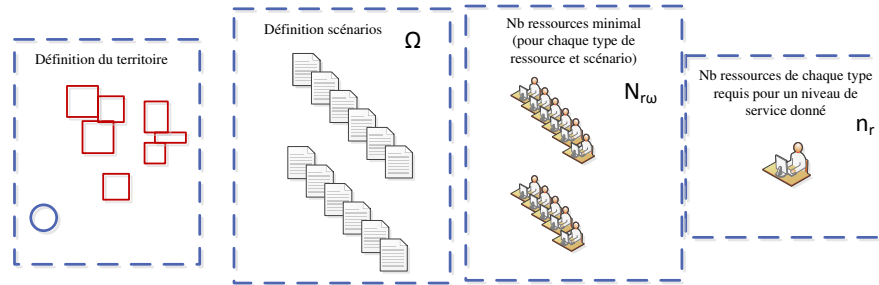 Définition du territoire
Définition scénarios
Ω
Nb ressources minimal
(pour chaque type de
ressource et scénario)
Nrω
Nb ressources de chaque type
requis pour un niveau de
service donné
nr